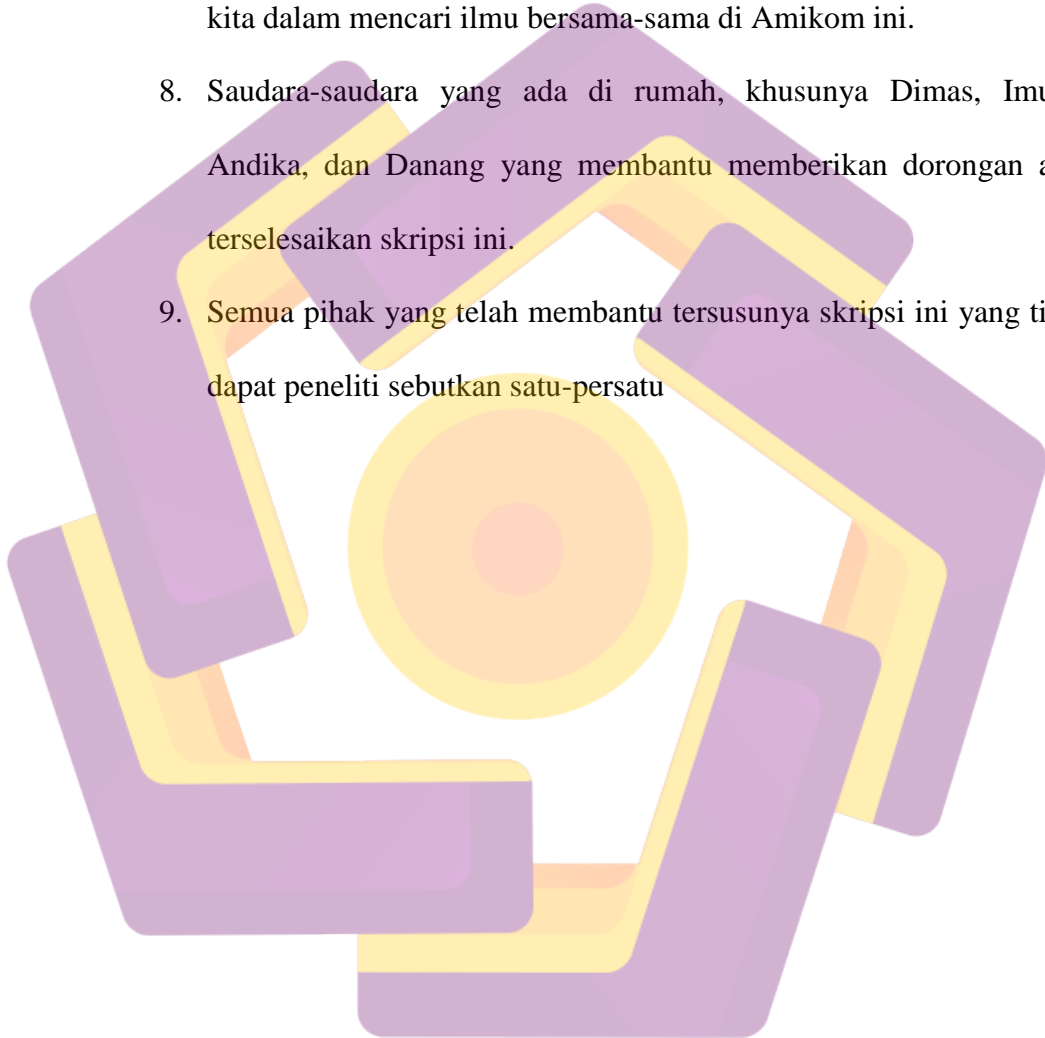 kita dalam mencari ilmu bersama-sama di Amikom ini.
8. Saudara-saudara yang ada di rumah, khusunya Dimas,
Andika, dan Danang yang membantu memberikan dorongan
terselesaikan skripsi ini.
9. Semua pihak yang telah membantu tersusunya skripsi ini yang
dapat peneliti sebutkan satu-persatu